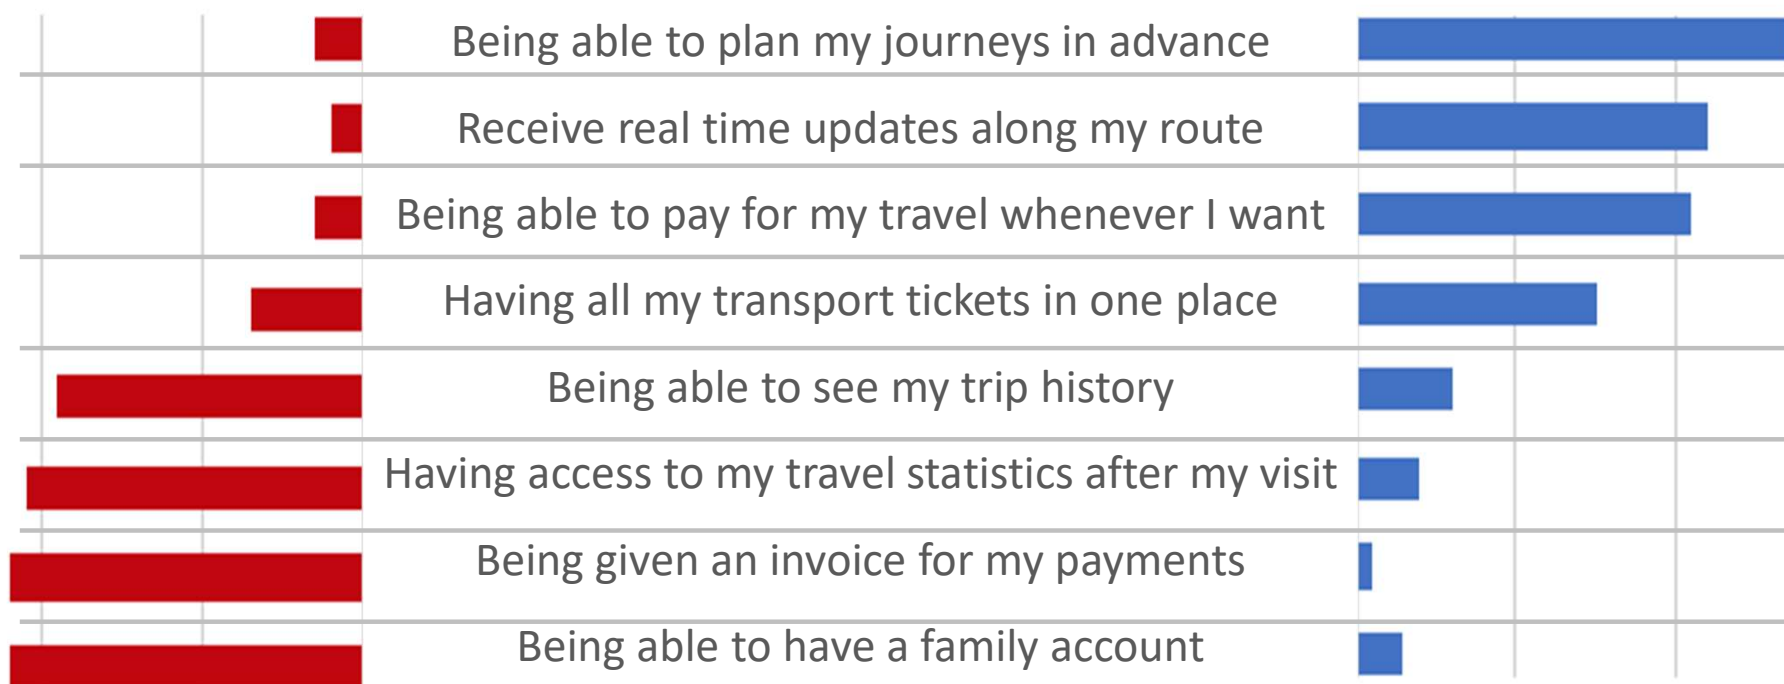 Being able to plan my journeys in advance
Receive real time updates along my route
Being able to pay for my travel whenever I want
Having all my transport tickets in one place
Being able to see my trip history
Having access to my travel statistics after my visit
Being given an invoice for my payments
Being able to have a family account